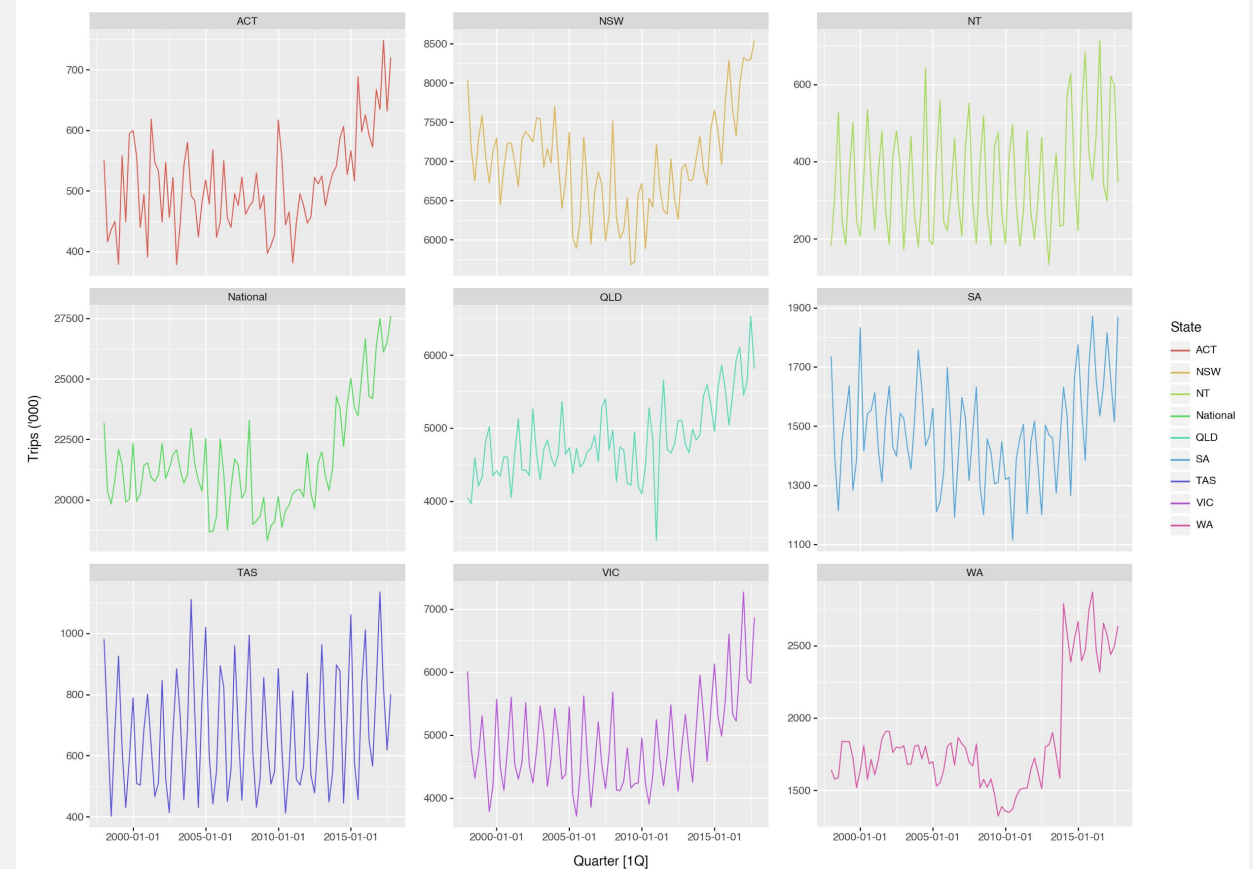 ACT
NSW
NT
700
600
500
400
8500
8000
7500
7000
6500
6000
600
400
200
National
QLD
SA
27500
25000
22500
20000
6000
5000
4000
1900
1700
1500
1300
1100
TAS
VIC
WA
1000
800
600
400
7000
6000
5000
4000
2500
2000
1500
2000-01-01 2005-01-01 2010-01-01 2015-01-01
2000-01-01 2005-01-01 2010-01-01 2015-01-01
2000-01-01 2005-01-01 2010-01-01 2015-01-01
Quarter [1Q]
Trips ('000)
State
ACT
NSW
NT
National
QLD
SA
TAS
VIC
WA